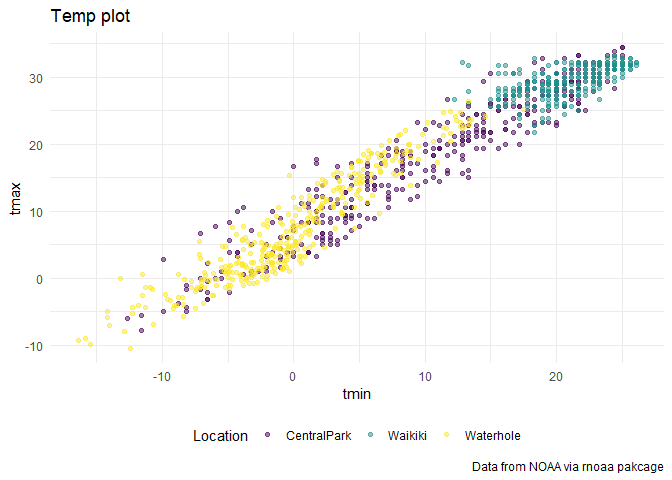 Temp plot
tmax
30
20
10
0
-10
-10 0 10 20
tmin
Location CentralPark Waikiki Waterhole
Data from NOAA via rnoaa pakcage